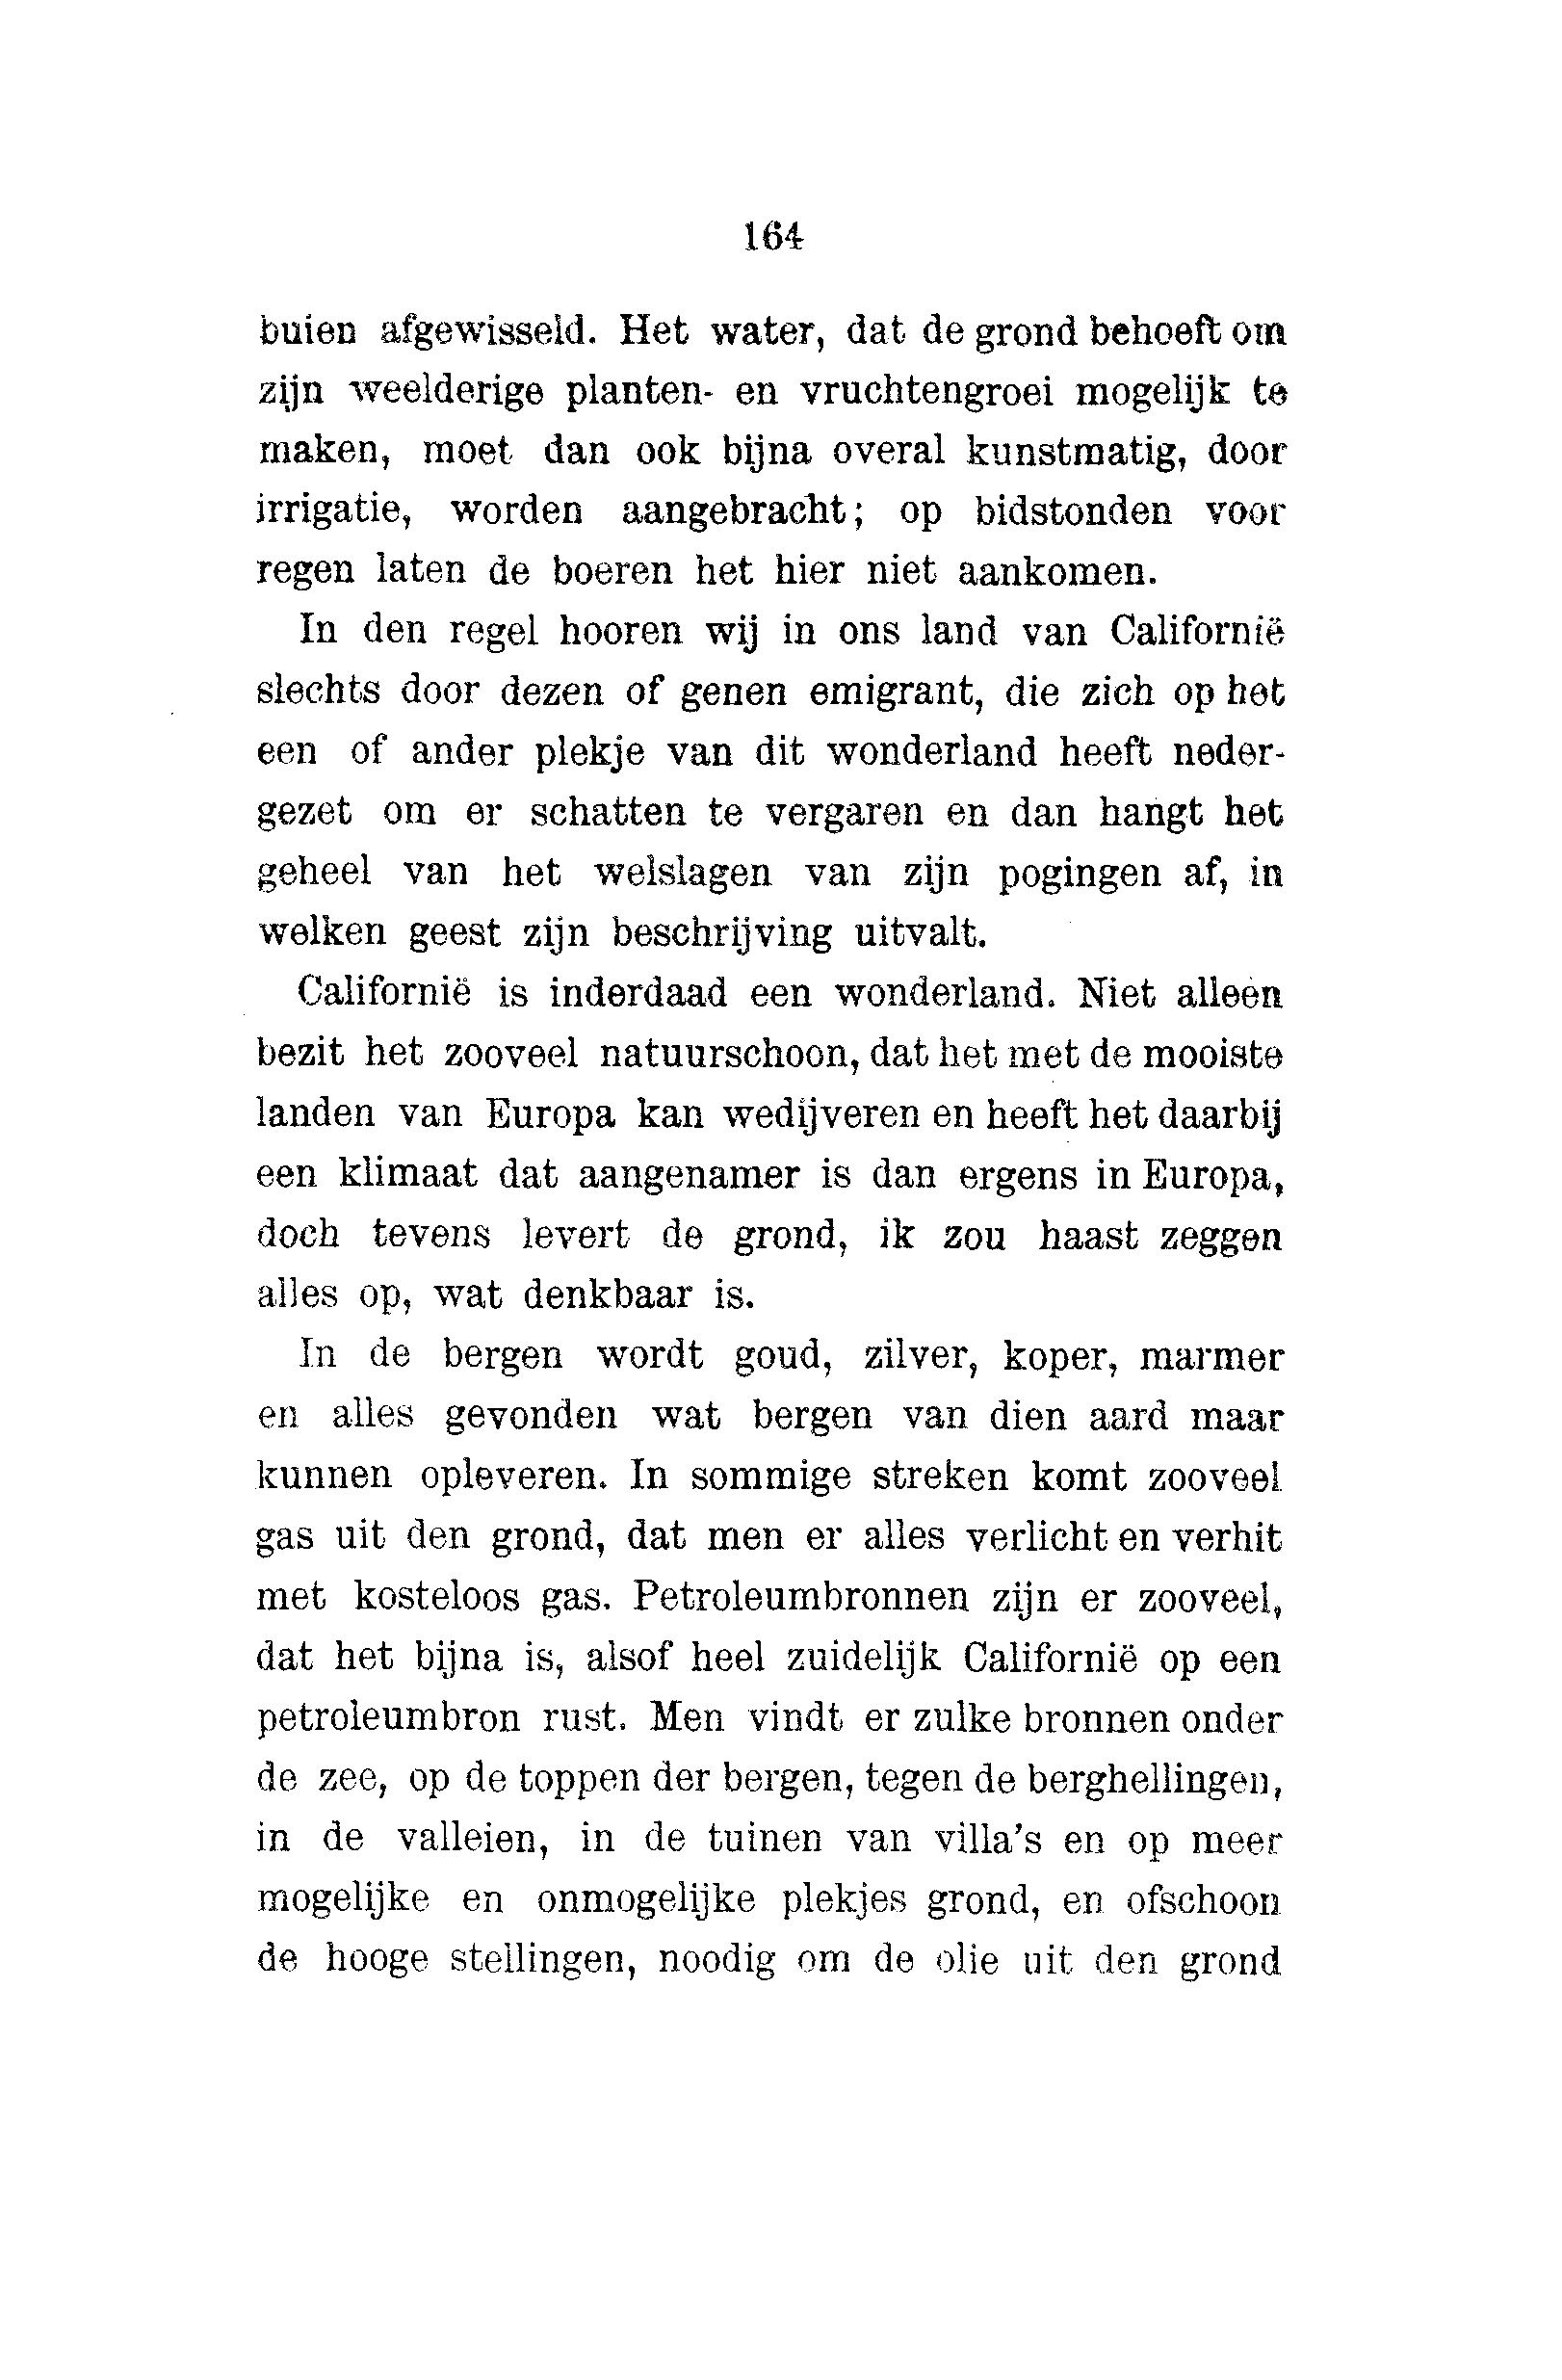 164
buien afgewisseld. Het water, dat de grond behoeft om
zijn weelderige planten- en vruchtengroei mogelijk te
maken, moet dan ook bijna overal kunstmatig, door
irrigatie, worden aangebracht; op bidstonden voor
regen laten de boeren het hier niet aankomen.
In den regel hooren wij in ons land van Californië
slechts door dezen of genen emigrant, die zich op het
een of ander plekje van dit wonderland heeft neder-
gezet om er schatten te vergaren en dan hangt het
geheel van het welslagen van zijn pogingen af, in
welken geest zijn beschrijving uitvalt.
Californië is inderdaad een wonderland. Niet alleen
bezit het zooveel natuurschoon, dat het met de mooiste
landen van Europa kan wedijveren en heeft het daarbij
een klimaat dat aangenamer is dan ergens in Europa,
doch tevens levert de grond, ik zou haast zeggen
alles op, wat denkbaar is.
In de bergen wordt goud, zilver, koper, marmer
en alles gevonden wat bergen van dien aard maar
kunnen opleveren. In sommige streken komt zooveel
gas uit den grond, dat men er alles verlicht en verhit
met kosteloos gas. Petroleumbronnen zijn er zooveel,
dat het bijna is, alsof heel zuidelijk Californië op een
petroleumbron rust. Men vindt er zulke bronnen onder
de zee, op de toppen der bergen, tegen de berghellingen,
in de valleien, in de tuinen van villa's en op meer
mogelijke en onmogelijke plekjes grond, en ofschoon
de hooge stellingen, noodig om de olie uit den grond